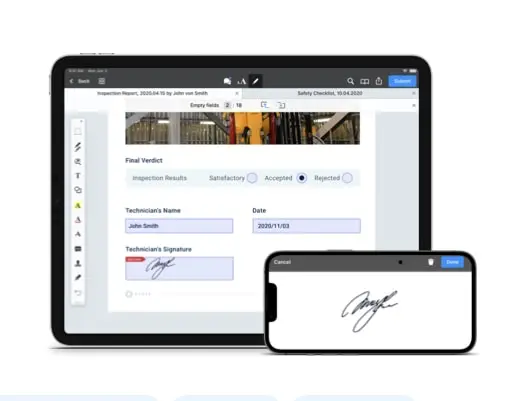 Back
Submit
Inspection Report, 2020.04.15 by John von Smith
Safety Checklist, 10.04.2020
Empty fields 2 : 18
Final Verdict
Inspection Results Satisfactory Accepted Rejected
Technician's Name Date
John Smith 2020/11/03
Technician's Signature
Cancel Done